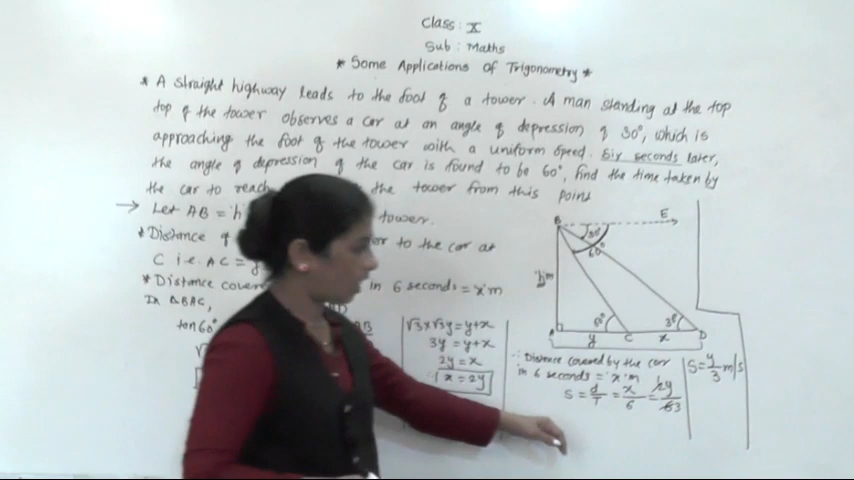 Class : X
Sub : Maths
* Some Applications of Trigonometry *
* A straight highway leads to the foot of a tower. A man standing at the top
top of the tower observes a car at an angle of depression of 30°, which is
approaching the foot of the tower with a uniform speed. Six seconds later,
the angle of depression of the car is found to be 60°, find the time taken by
the car to reach the tower from this point
→ Let AB = 'h' tower.
* Distance of to the car at
C i.e. AC = y
* Distance covered in 6 seconds = 'x' m
In ΔBAC,
tan60°
AB
√3x√3y = y+x
3y = y+x
2y = x
x = 2y
B
E
30°
60°
'h' m
A
60°
30°
y
C
x
D
∴ Distance covered by the car
in 6 seconds = 'x' m
S = d/T = x/6 = 2y/63
S = y/3 m/s